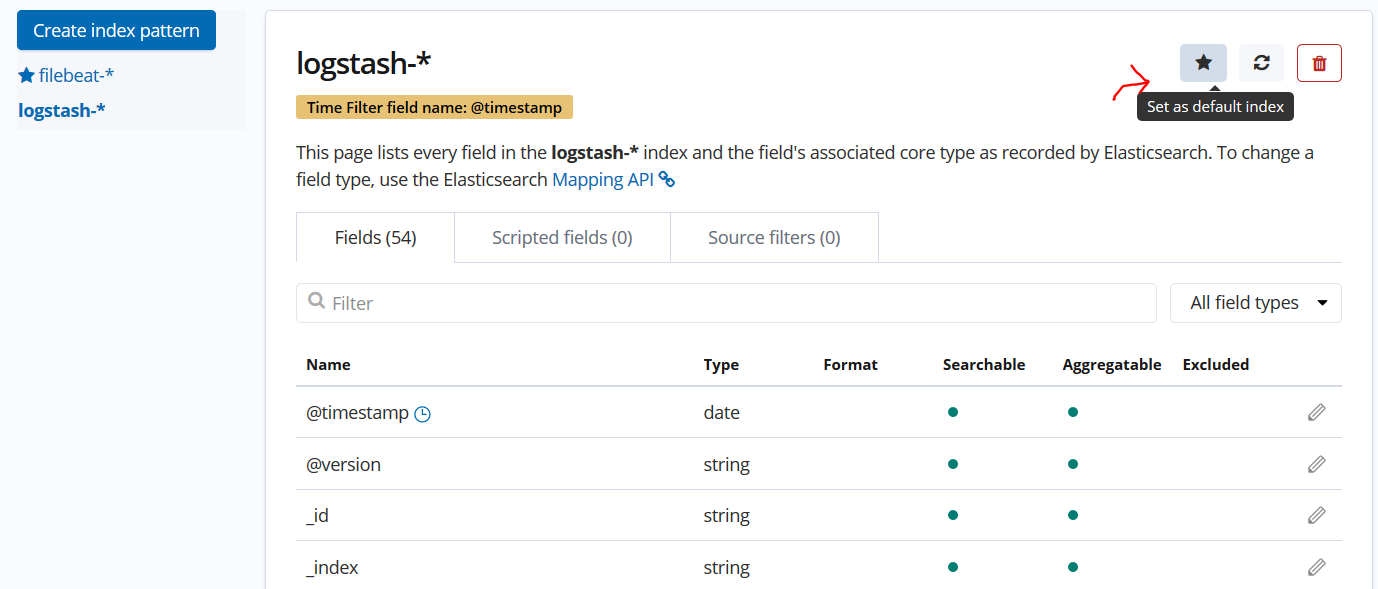 Create index pattern
filebeat-*
logstash-*
logstash-*
Set as default index
Time Filter field name: @timestamp
This page lists every field in the logstash-* index and the field's associated core type as recorded by Elasticsearch. To change a
field type, use the Elasticsearch Mapping API
Fields (54) Scripted fields (0) Source filters (0)
Filter All field types
Name Type Format Searchable Aggregatable Excluded
@timestamp date
@version string
_id string
_index string